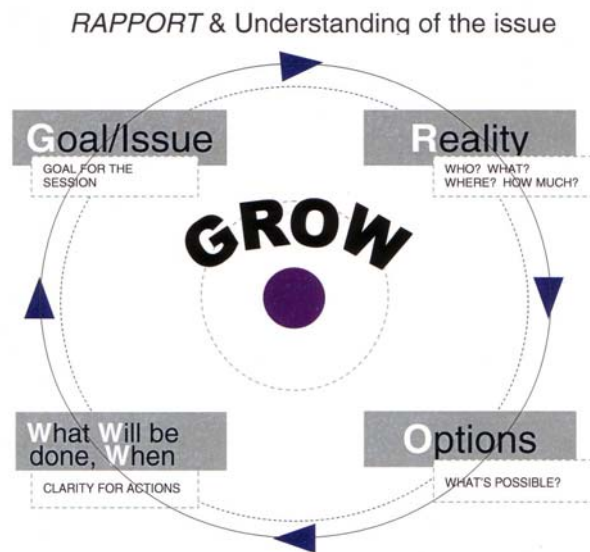 RAPPORT & Understanding of the issue
Goal/Issue
GOAL FOR THE
SESSION
Reality
WHO? WHAT?
WHERE? HOW MUCH?
GROW
What Will be
done, When
CLARITY FOR ACTIONS
Options
WHAT'S POSSIBLE?